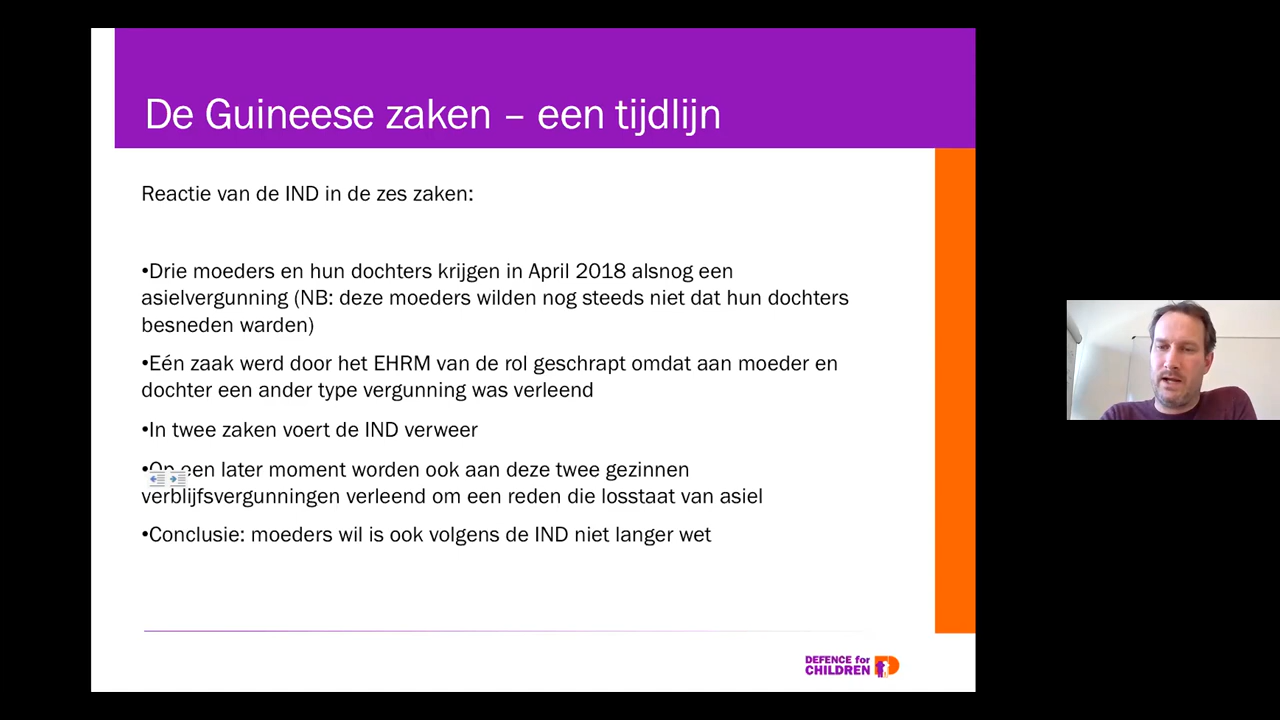 De Guineese zaken – een tijdlijn
Reactie van de IND in de zes zaken:
•Drie moeders en hun dochters krijgen in April 2018 alsnog een
asielvergunning (NB: deze moeders wilden nog steeds niet dat hun dochters
besneden warden)
•Eén zaak werd door het EHRM van de rol geschrapt omdat aan moeder en
dochter een ander type vergunning was verleend
•In twee zaken voert de IND verweer
•Op een later moment worden ook aan deze twee gezinnen
verblijfsvergunningen verleend om een reden die losstaat van asiel
•Conclusie: moeders wil is ook volgens de IND niet langer wet
DEFENCE for
CHILDREN